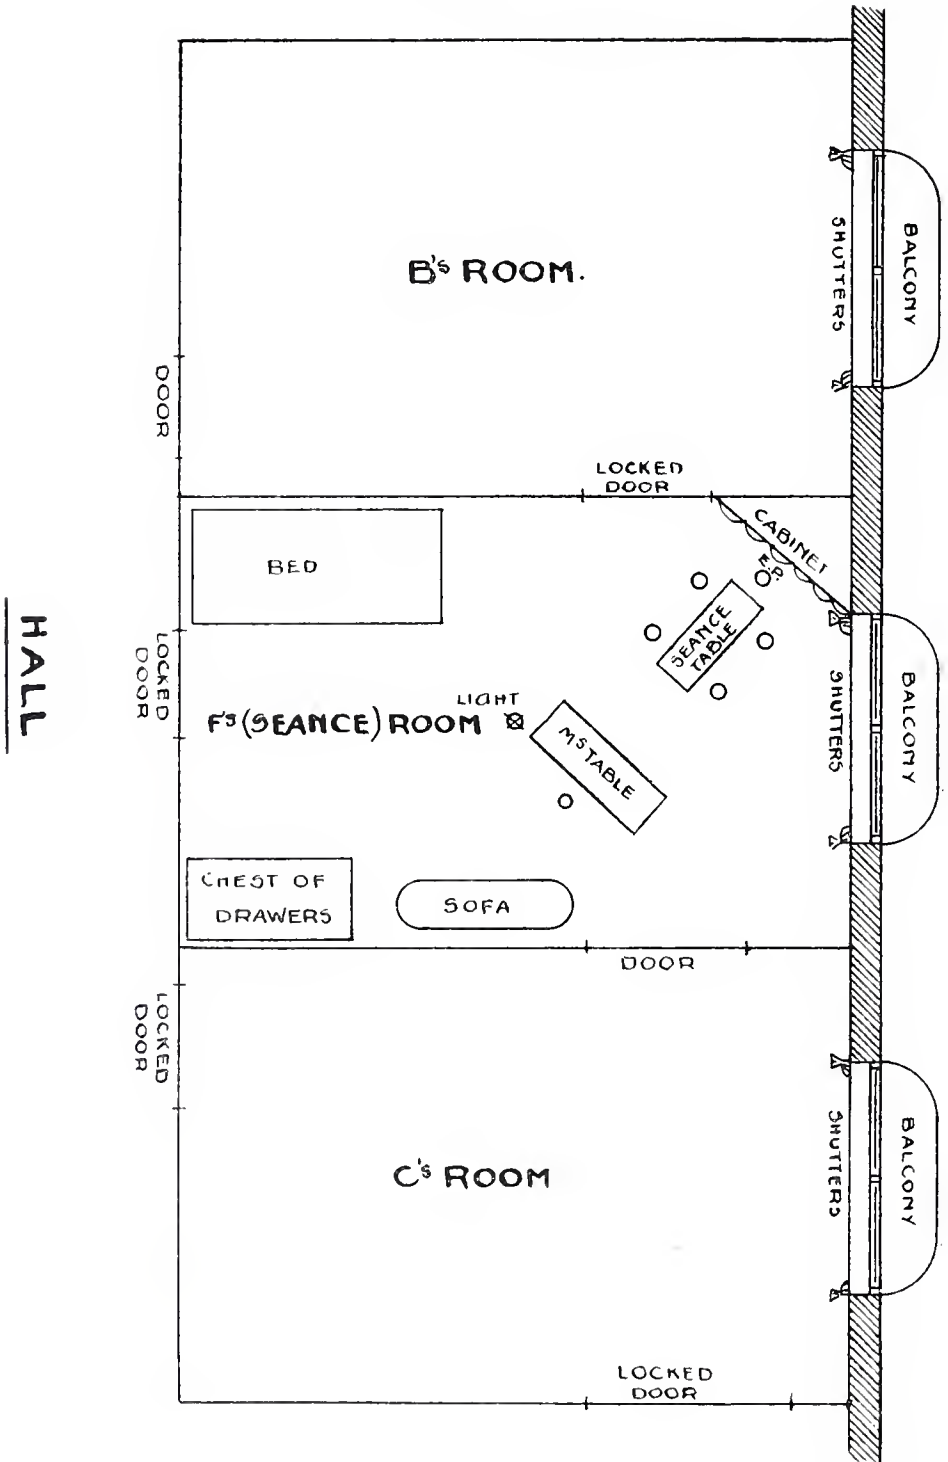 B's ROOM.
SHUTTERS
BALCONY
DOOR
LOCKED
DOOR
CABINET
E.P.
BED
SEANCE
TABLE
LOCKED
DOOR
HALL
LIGHT
F's (SEANCE) ROOM
Ms TABLE
SHUTTERS
BALCONY
CHEST OF
DRAWERS
SOFA
DOOR
LOCKED
DOOR
C's ROOM
SHUTTERS
BALCONY
LOCKED
DOOR